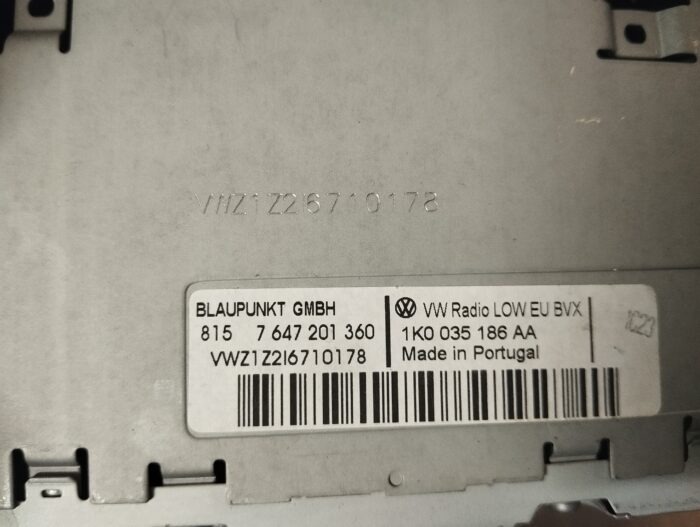 VWZ1Z2I6710178
BLAUPUNKT GMBH
815 7 647 201 360
VWZ1Z2I6710178
VW Radio LOW EU BVX
1K0 035 186 AA
Made in Portugal